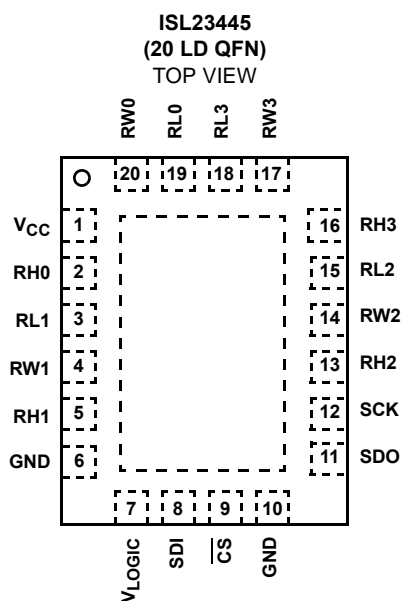 ISL23445
(20 LD QFN)
TOP VIEW
RW0 RL0 RL3 RW3
20 19 18 17
VCC 1
RH0 2
RL1 3
RW1 4
RH1 5
GND 6
16 RH3
15 RL2
14 RW2
13 RH2
12 SCK
11 SDO
7 8 9 10
VLOGIC SDI C̅S̅ GND